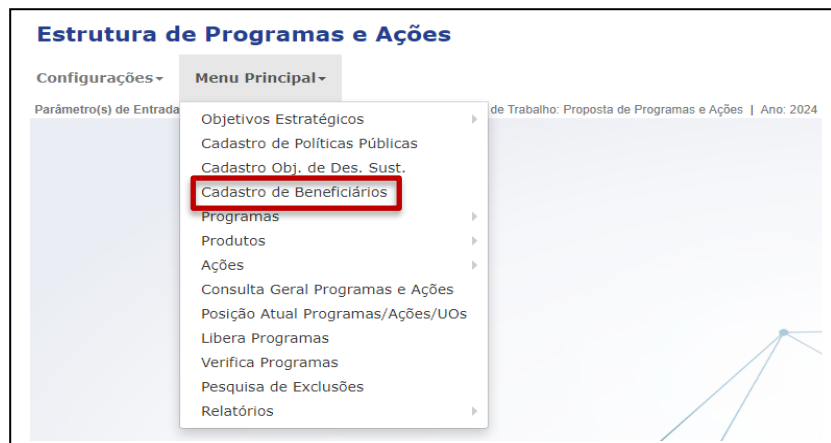 Estrutura de Programas e Ações
Configurações Menu Principal
Parâmetro(s) de Entrada de Trabalho: Proposta de Programas e Ações | Ano: 2024
Objetivos Estratégicos
Cadastro de Políticas Públicas
Cadastro Obj. de Des. Sust.
Cadastro de Beneficiários
Programas
Produtos
Ações
Consulta Geral Programas e Ações
Posição Atual Programas/Ações/UOs
Libera Programas
Verifica Programas
Pesquisa de Exclusões
Relatórios